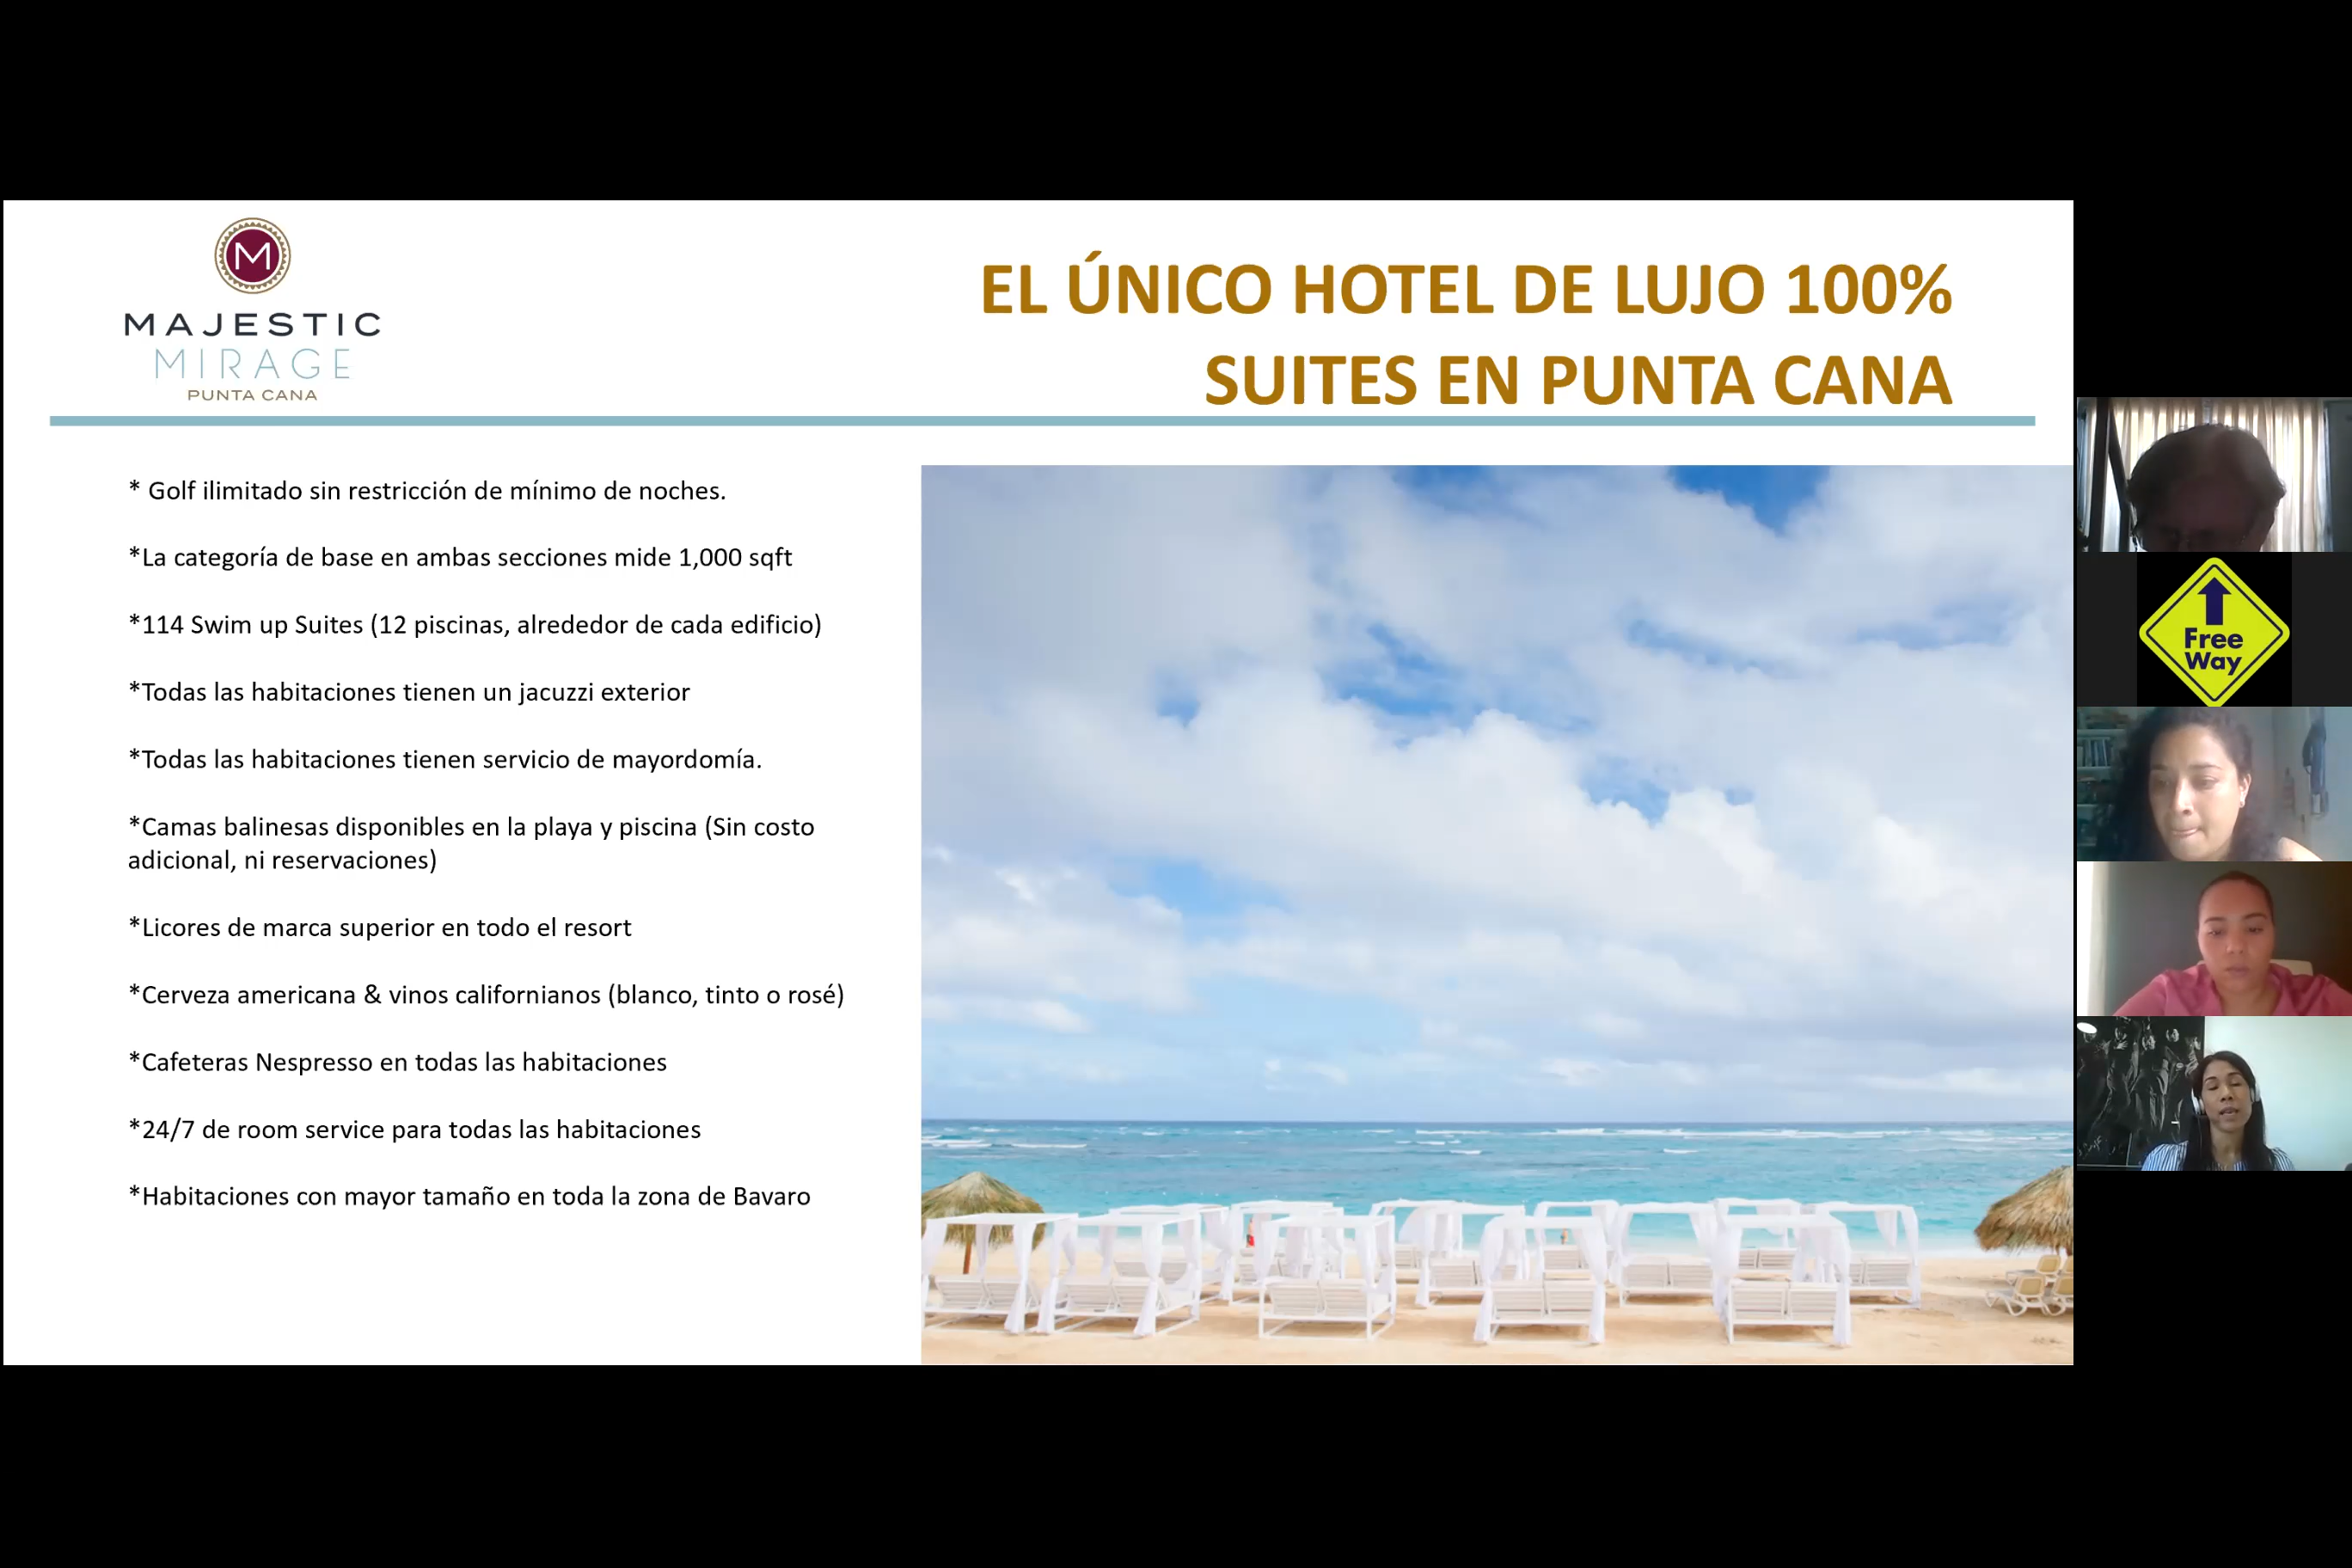 M
MAJESTIC
MIRAGE
PUNTA CANA
EL ÚNICO HOTEL DE LUJO 100%
SUITES EN PUNTA CANA
* Golf ilimitado sin restricción de mínimo de noches.
*La categoría de base en ambas secciones mide 1,000 sqft
*114 Swim up Suites (12 piscinas, alrededor de cada edificio)
*Todas las habitaciones tienen un jacuzzi exterior
*Todas las habitaciones tienen servicio de mayordomía.
*Camas balinesas disponibles en la playa y piscina (Sin costo
adicional, ni reservaciones)
*Licores de marca superior en todo el resort
*Cerveza americana & vinos californianos (blanco, tinto o rosé)
*Cafeteras Nespresso en todas las habitaciones
*24/7 de room service para todas las habitaciones
*Habitaciones con mayor tamaño en toda la zona de Bavaro
Free
Way